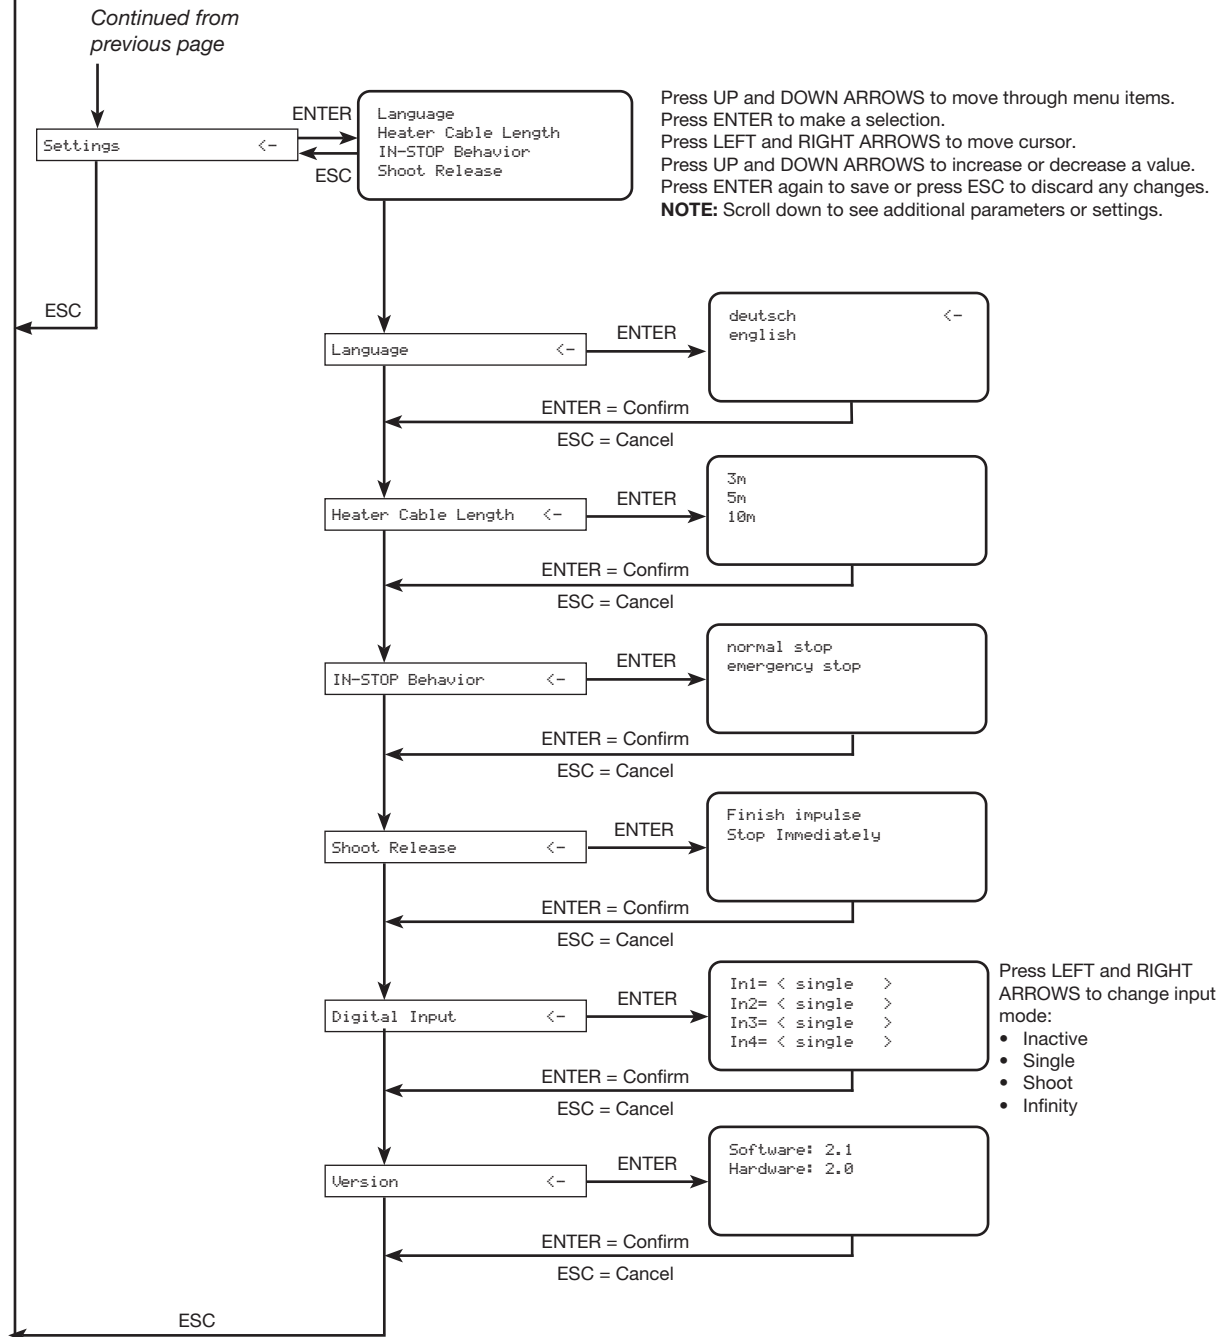 Continued from
previous page
Settings <-
ENTER
ESC
Language
Heater Cable Length
IN-STOP Behavior
Shoot Release
Press UP and DOWN ARROWS to move through menu items.
Press ENTER to make a selection.
Press LEFT and RIGHT ARROWS to move cursor.
Press UP and DOWN ARROWS to increase or decrease a value.
Press ENTER again to save or press ESC to discard any changes.
NOTE: Scroll down to see additional parameters or settings.
ESC
Language <-
ENTER
deutsch <-
english
ENTER = Confirm
ESC = Cancel
Heater Cable Length <-
ENTER
3m
5m
10m
ENTER = Confirm
ESC = Cancel
IN-STOP Behavior <-
ENTER
normal stop
emergency stop
ENTER = Confirm
ESC = Cancel
Shoot Release <-
ENTER
Finish impulse
Stop Immediately
ENTER = Confirm
ESC = Cancel
Digital Input <-
ENTER
In1= < single >
In2= < single >
In3= < single >
In4= < single >
Press LEFT and RIGHT
ARROWS to change input
mode:
• Inactive
• Single
• Shoot
• Infinity
ENTER = Confirm
ESC = Cancel
Version <-
ENTER
Software: 2.1
Hardware: 2.0
ENTER = Confirm
ESC = Cancel
ESC